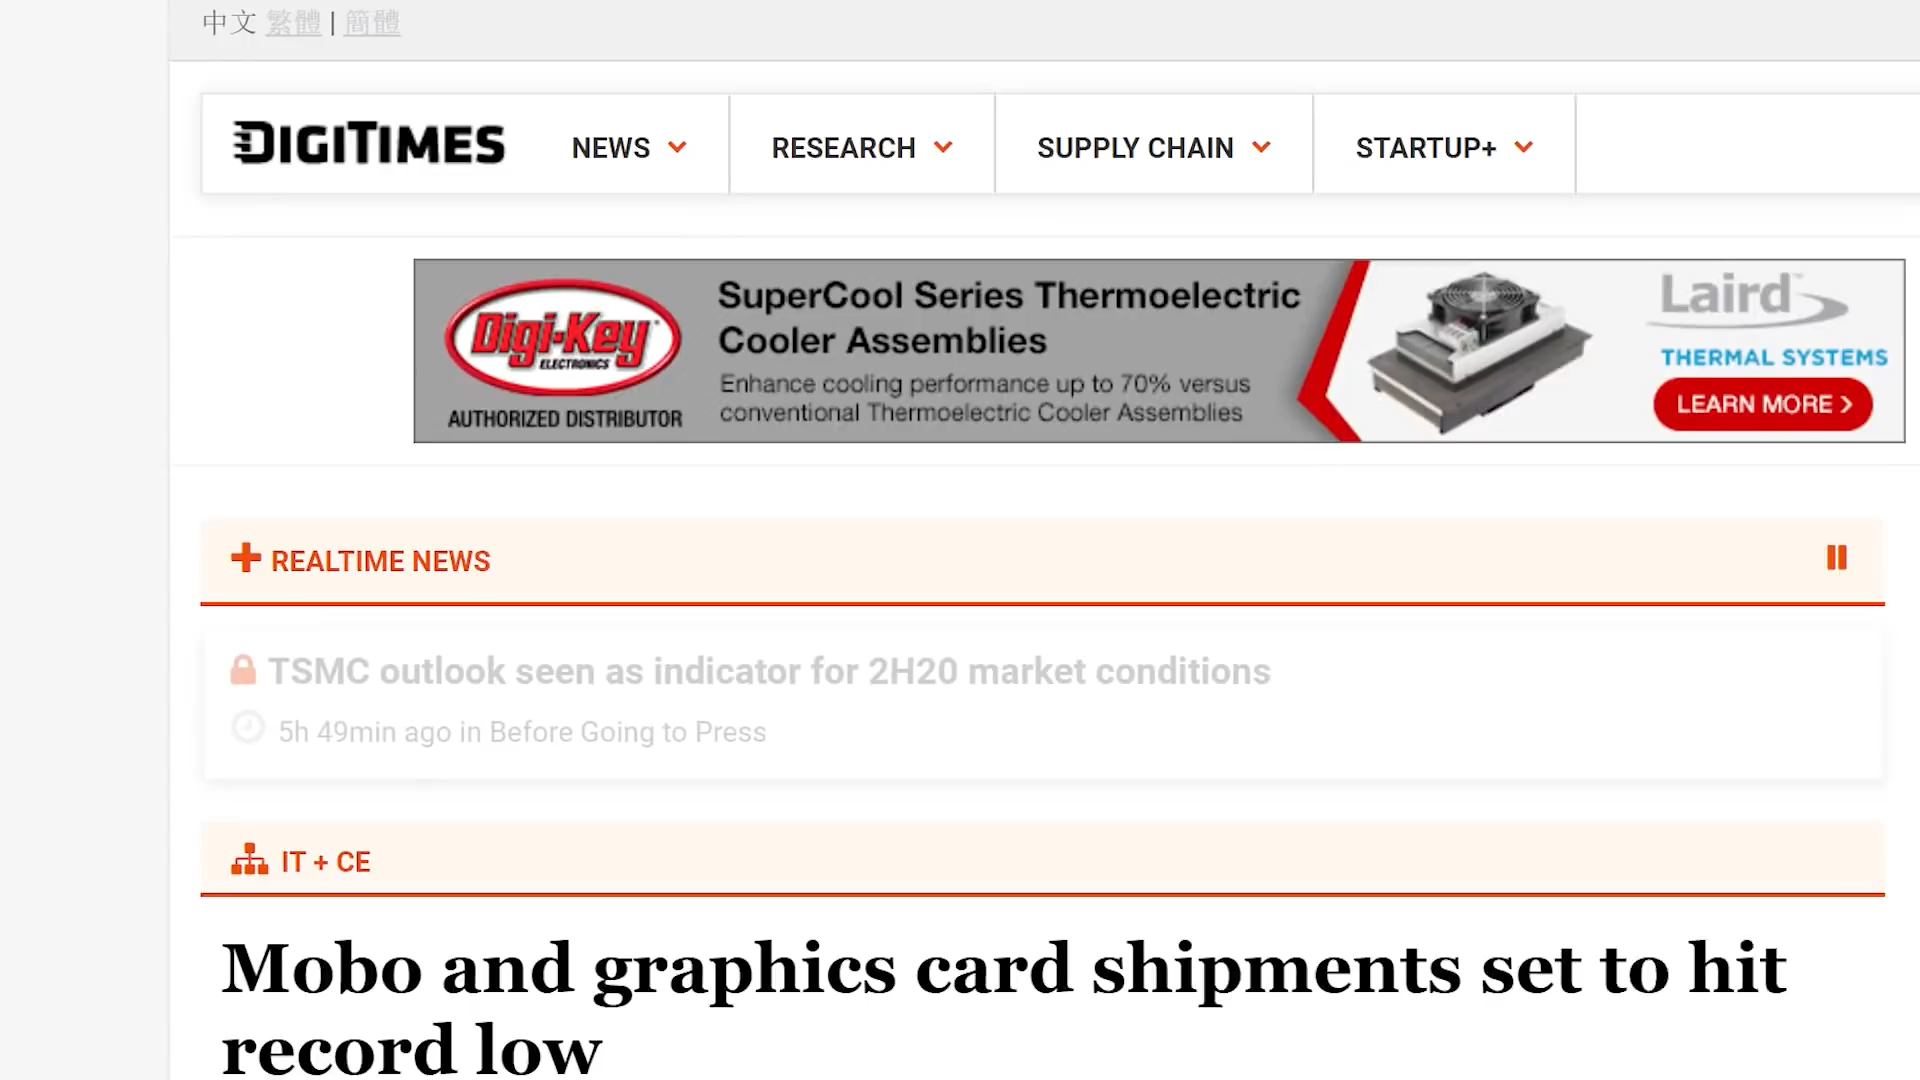 中文 繁體 | 簡體
DIGITIMES NEWS RESEARCH SUPPLY CHAIN STARTUP+
Digi-Key
ELECTRONICS
AUTHORIZED DISTRIBUTOR
SuperCool Series Thermoelectric
Cooler Assemblies
Enhance cooling performance up to 70% versus
conventional Thermoelectric Cooler Assemblies
Laird™
THERMAL SYSTEMS
LEARN MORE >
REALTIME NEWS
TSMC outlook seen as indicator for 2H20 market conditions
5h 49min ago in Before Going to Press
IT + CE
Mobo and graphics card shipments set to hit
record low